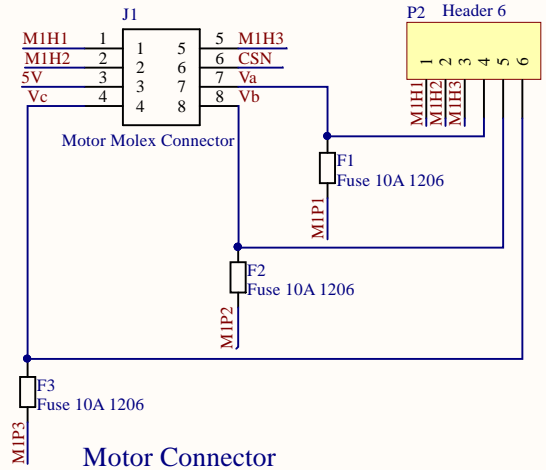 J1
P2 Header 6
M1H1 1 1 5 5 M1H3
M1H2 2 2 6 6 CSN
5V 3 3 7 7 Va
Vc 4 4 8 8 Vb
1 2 3 4 5 6
M1H1
M1H2
M1H3
Motor Molex Connector
F1
Fuse 10A 1206
M1P1
F2
Fuse 10A 1206
M1P2
F3
Fuse 10A 1206
M1P3
Motor Connector